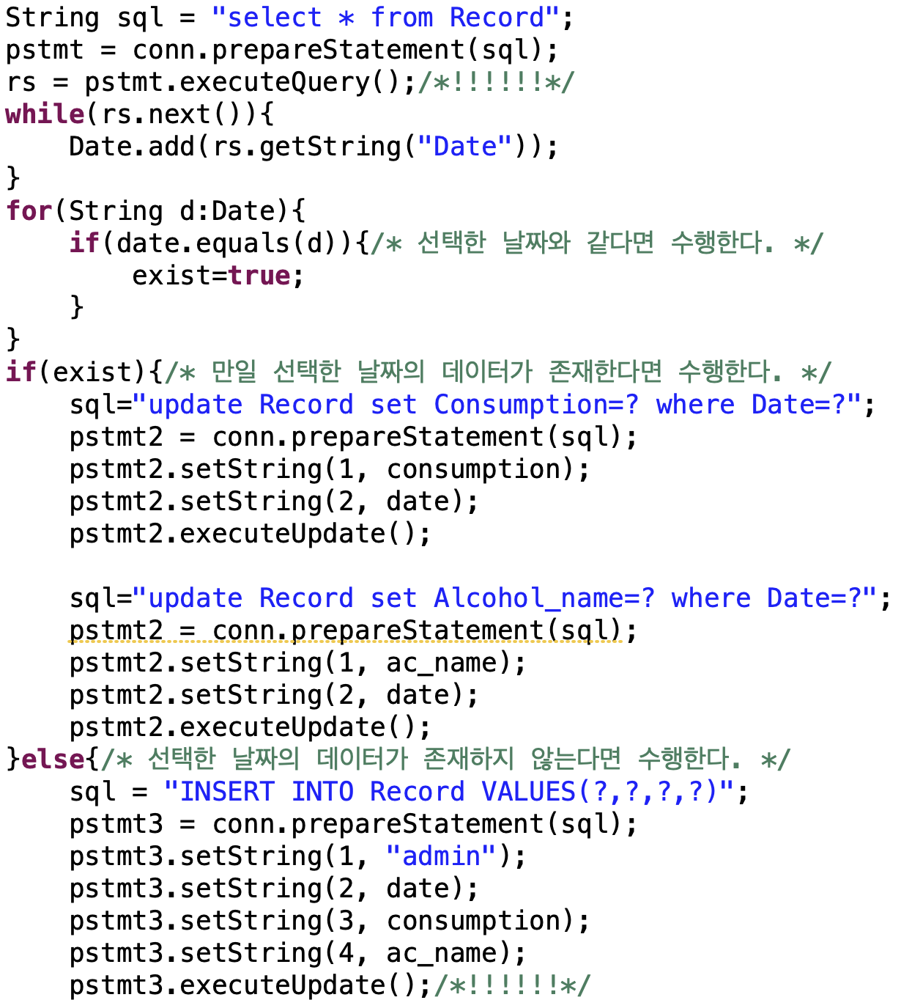 String sql = "select * from Record";
pstmt = conn.prepareStatement(sql);
rs = pstmt.executeQuery();/*!!!!!!*/
while(rs.next()){
    Date.add(rs.getString("Date"));
}
for(String d:Date){
    if(date.equals(d)){/* 선택한 날짜와 같다면 수행한다. */
        exist=true;
    }
}
if(exist){/* 만일 선택한 날짜의 데이터가 존재한다면 수행한다. */
    sql="update Record set Consumption=? where Date=?";
    pstmt2 = conn.prepareStatement(sql);
    pstmt2.setString(1, consumption);
    pstmt2.setString(2, date);
    pstmt2.executeUpdate();

    sql="update Record set Alcohol_name=? where Date=?";
    pstmt2 = conn.prepareStatement(sql);
    pstmt2.setString(1, ac_name);
    pstmt2.setString(2, date);
    pstmt2.executeUpdate();
}else{/* 선택한 날짜의 데이터가 존재하지 않는다면 수행한다. */
    sql = "INSERT INTO Record VALUES(?,?,?,?)";
    pstmt3 = conn.prepareStatement(sql);
    pstmt3.setString(1, "admin");
    pstmt3.setString(2, date);
    pstmt3.setString(3, consumption);
    pstmt3.setString(4, ac_name);
    pstmt3.executeUpdate();/*!!!!!!*/